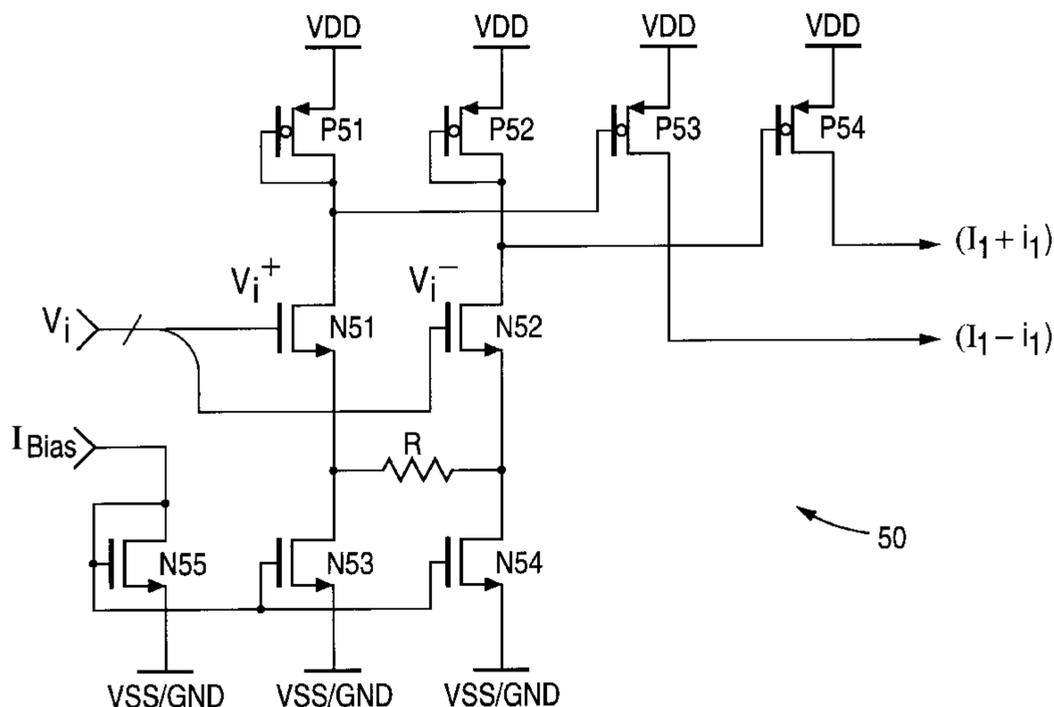 VDD VDD VDD VDD
P51 P52 P53 P54
(I₁ + i₁)
Vᵢ⁺ Vᵢ⁻
Vᵢ N51 N52
(I₁ − i₁)
I Bias R
N55 N53 N54 50
VSS/GND VSS/GND VSS/GND